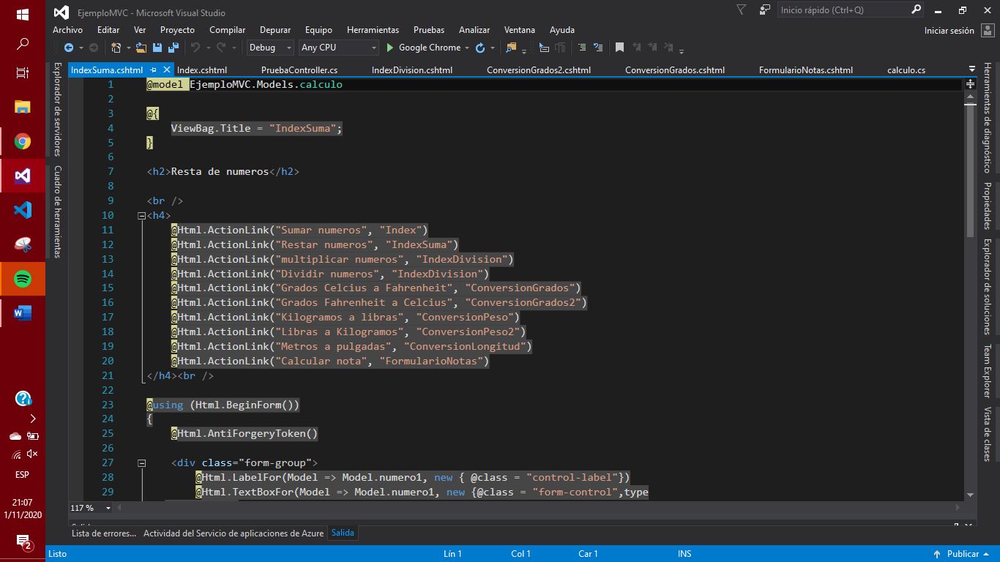 EjemploMVC - Microsoft Visual Studio
Inicio rápido (Ctrl+Q)
Archivo Editar Ver Proyecto Compilar Depurar Equipo Herramientas Pruebas Analizar Ventana Ayuda
Iniciar sesión
Debug Any CPU Google Chrome
IndexSuma.cshtml Index.cshtml PruebaController.cs IndexDivision.cshtml ConversionGrados2.cshtml ConversionGrados.cshtml FormularioNotas.cshtml calculo.cs
Explorador de servidores
Cuadro de herramientas
1 @model EjemploMVC.Models.calculo
2
3 @{
4 ViewBag.Title = "IndexSuma";
5 }
6
7 <h2>Resta de numeros</h2>
8
9 <br />
10 <h4>
11 @Html.ActionLink("Sumar numeros", "Index")
12 @Html.ActionLink("Restar numeros", "IndexSuma")
13 @Html.ActionLink("multiplicar numeros", "IndexDivision")
14 @Html.ActionLink("Dividir numeros", "IndexDivision")
15 @Html.ActionLink("Grados Celcius a Fahrenheit", "ConversionGrados")
16 @Html.ActionLink("Grados Fahrenheit a Celcius", "ConversionGrados2")
17 @Html.ActionLink("Kilogramos a libras", "ConversionPeso")
18 @Html.ActionLink("Libras a Kilogramos", "ConversionPeso2")
19 @Html.ActionLink("Metros a pulgadas", "ConversionLongitud")
20 @Html.ActionLink("Calcular nota", "FormularioNotas")
21 </h4><br />
22
23 @using (Html.BeginForm())
24 {
25 @Html.AntiForgeryToken()
26
27 <div class="form-group">
28 @Html.LabelFor(Model => Model.numero1, new { @class = "control-label"})
29 @Html.TextBoxFor(Model => Model.numero1, new {@class = "form-control",type
Herramientas de diagnóstico
Propiedades
Explorador de soluciones
Team Explorer
Vista de clases
117 %
Salida
Lista de errores... Actividad del Servicio de aplicaciones de Azure Salida
Listo Lín 1 Col 1 Car 1 INS Publicar
ESP
21:07
1/11/2020
2